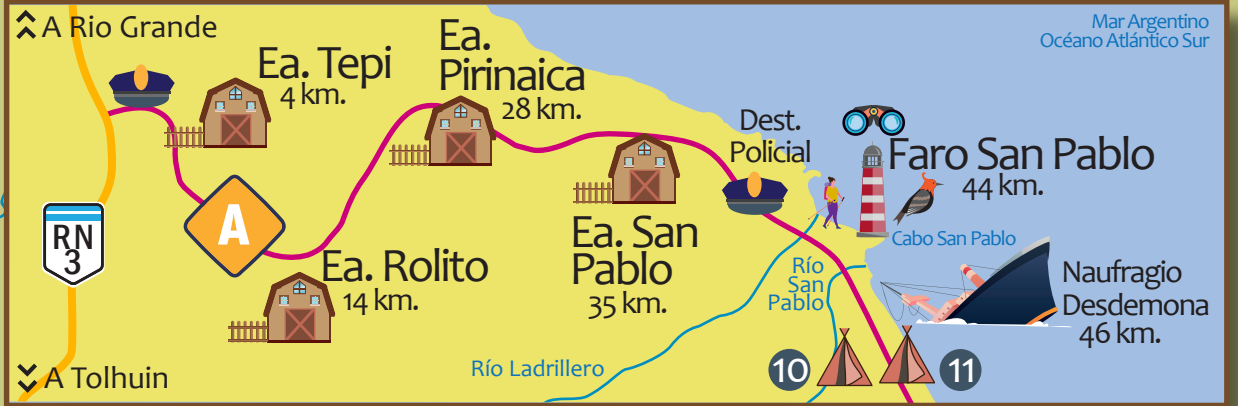 A Rio Grande
Mar Argentino
Océano Atlántico Sur
Ea. Tepi
4 km.
Ea.
Pirinaica
28 km.
Dest.
Policial
Faro San Pablo
44 km.
A
RN
3
Ea. Rolito
14 km.
Ea. San
Pablo
35 km.
Cabo San Pablo
Río
San
Pablo
Naufragio
Desdemona
46 km.
Río Ladrillero
10
11
A Tolhuin